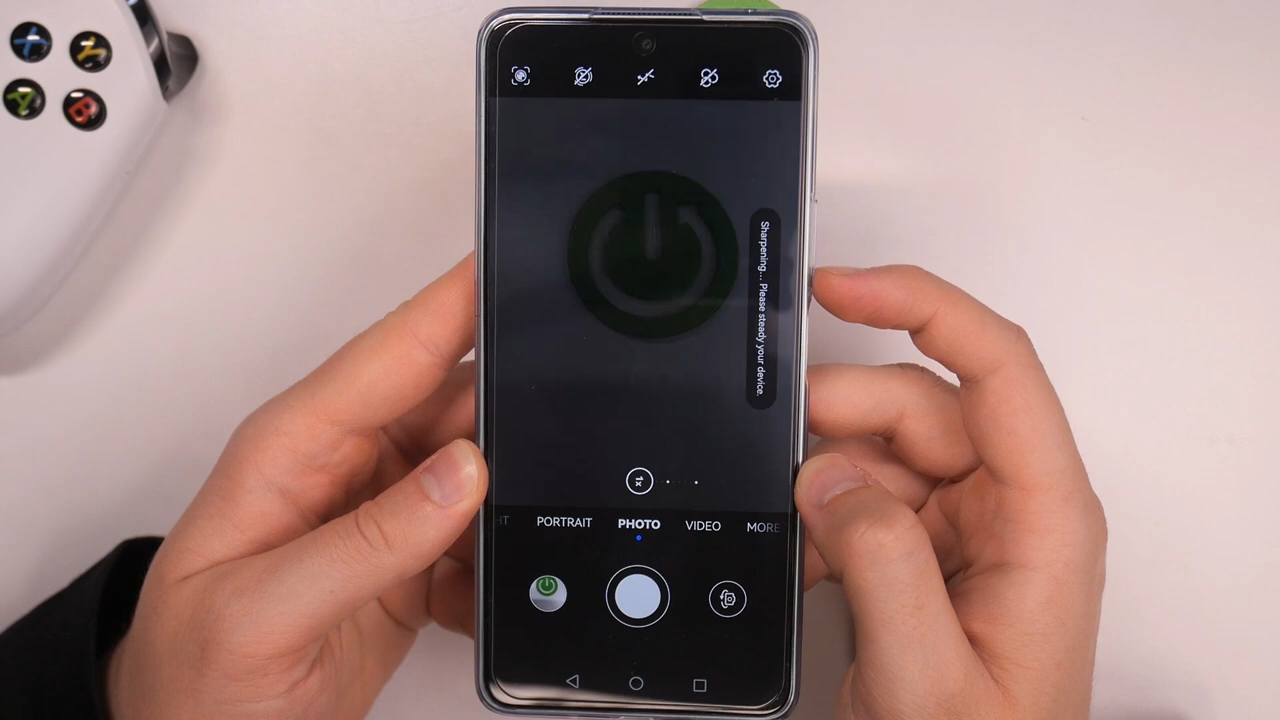 X
Y
A
B
Sharpening... Please steady your device.
1x
HT
PORTRAIT
PHOTO
VIDEO
MORE